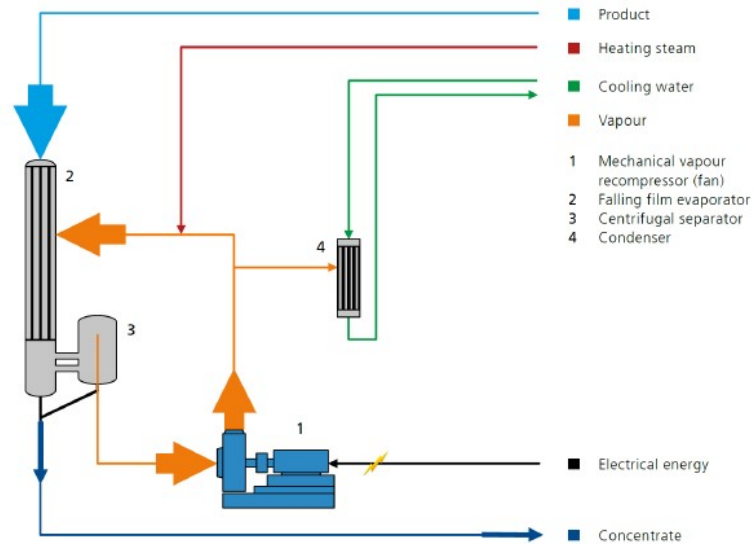 Product
Heating steam
Cooling water
Vapour
1 Mechanical vapour
recompressor (fan)
2 Falling film evaporator
3 Centrifugal separator
4 Condenser
2
4
3
1
Electrical energy
Concentrate